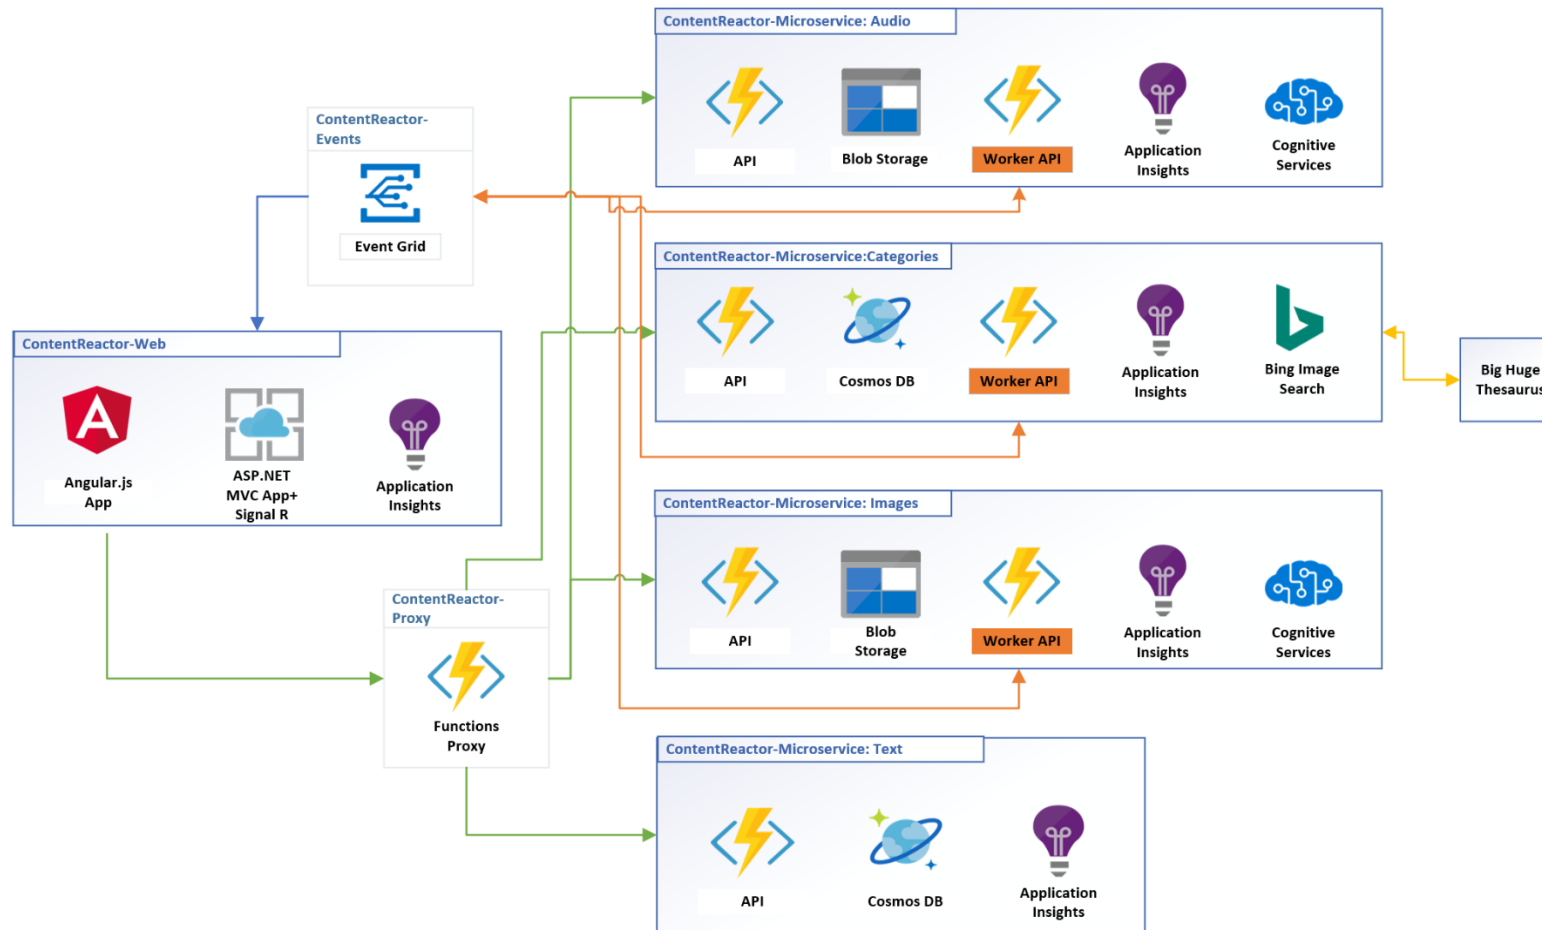 ContentReactor-Microservice: Audio
API
Blob Storage
Worker API
Application
Insights
Cognitive
Services
ContentReactor-
Events
Event Grid
ContentReactor-Microservice:Categories
API
Cosmos DB
Worker API
Application
Insights
Bing Image
Search
Big Huge
Thesaurus
ContentReactor-Web
Angular.js
App
ASP.NET
MVC App+
Signal R
Application
Insights
ContentReactor-Microservice: Images
API
Blob
Storage
Worker API
Application
Insights
Cognitive
Services
ContentReactor-
Proxy
Functions
Proxy
ContentReactor-Microservice: Text
API
Cosmos DB
Application
Insights